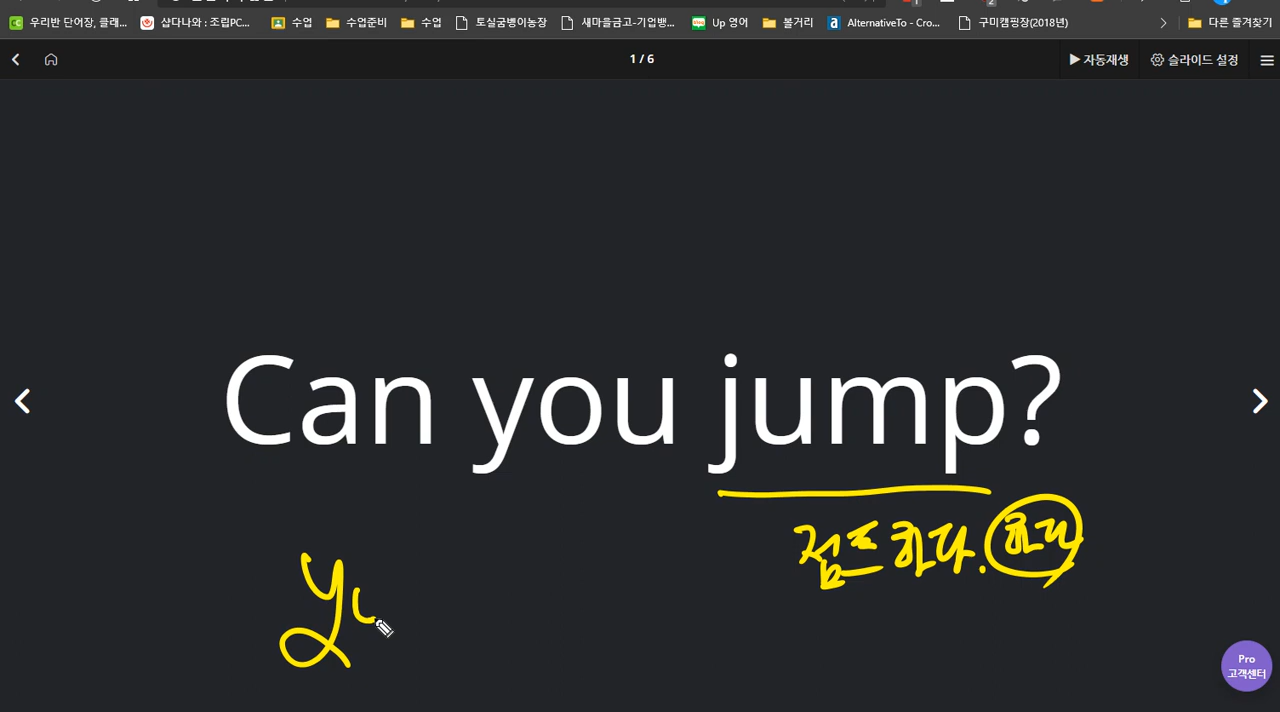 우리반 단어장, 클래... 샵다나와 : 조립PC... 수업 수업준비 수업 토실굼벵이농장 새마을금고-기업뱅... Up 영어 볼거리 AlternativeTo - Cro... 구미캠핑장(2018년) 다른 즐겨찾기
1 / 6 자동재생 슬라이드 설정
Can you jump?
점프하다.
Pro
고객센터